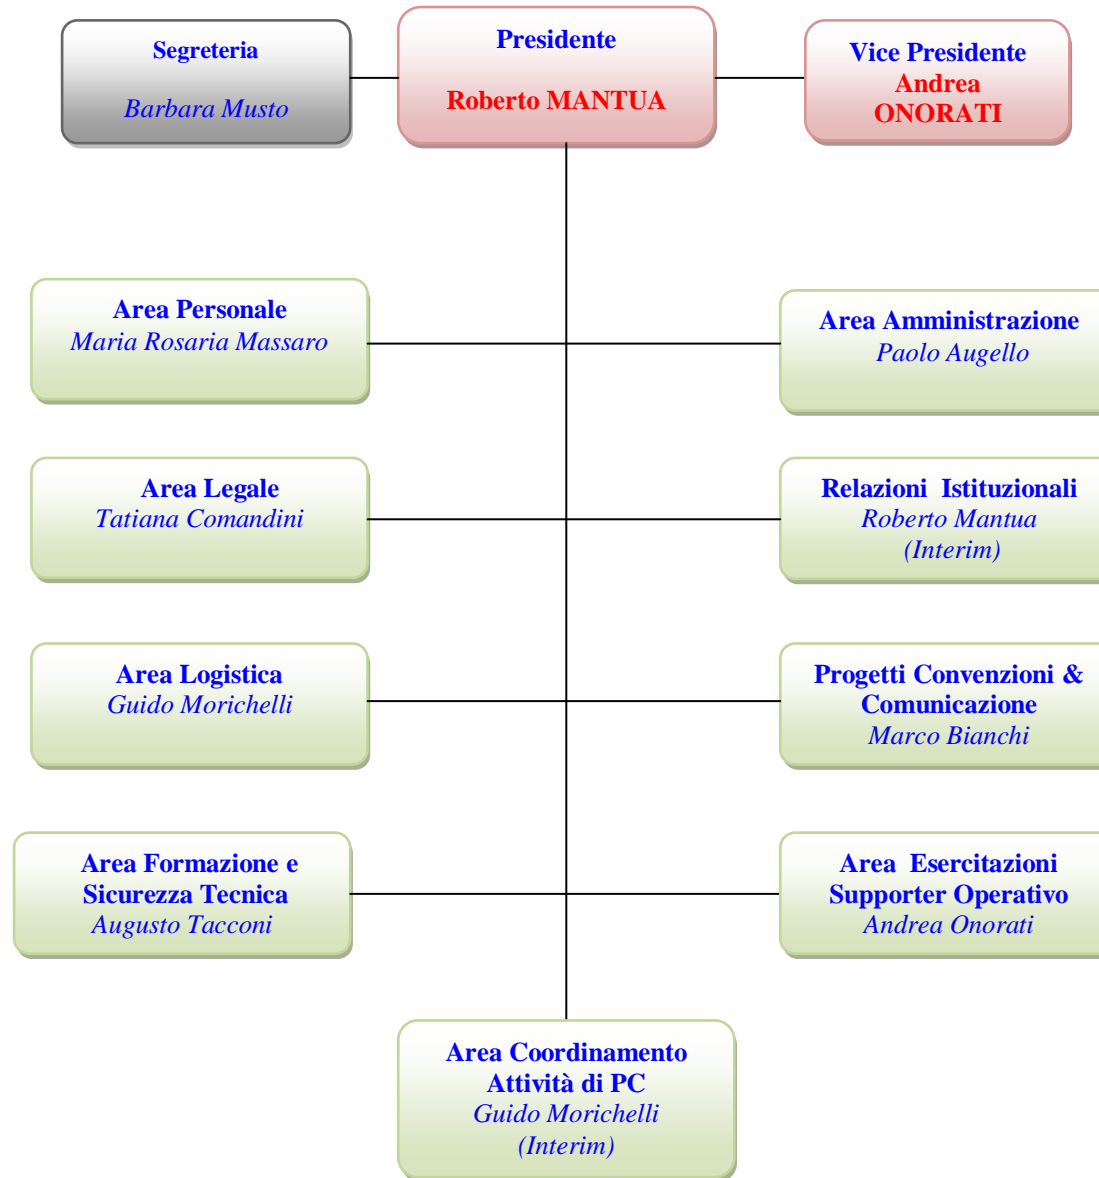 Segreteria
Barbara Musto
Presidente
Roberto MANTUA
Vice Presidente
Andrea
ONORATI
Area Personale
Maria Rosaria Massaro
Area Amministrazione
Paolo Augello
Area Legale
Tatiana Comandini
Relazioni Istituzionali
Roberto Mantua
(Interim)
Area Logistica
Guido Morichelli
Progetti Convenzioni &
Comunicazione
Marco Bianchi
Area Formazione e
Sicurezza Tecnica
Augusto Tacconi
Area Esercitazioni
Supporter Operativo
Andrea Onorati
Area Coordinamento
Attività di PC
Guido Morichelli
(Interim)